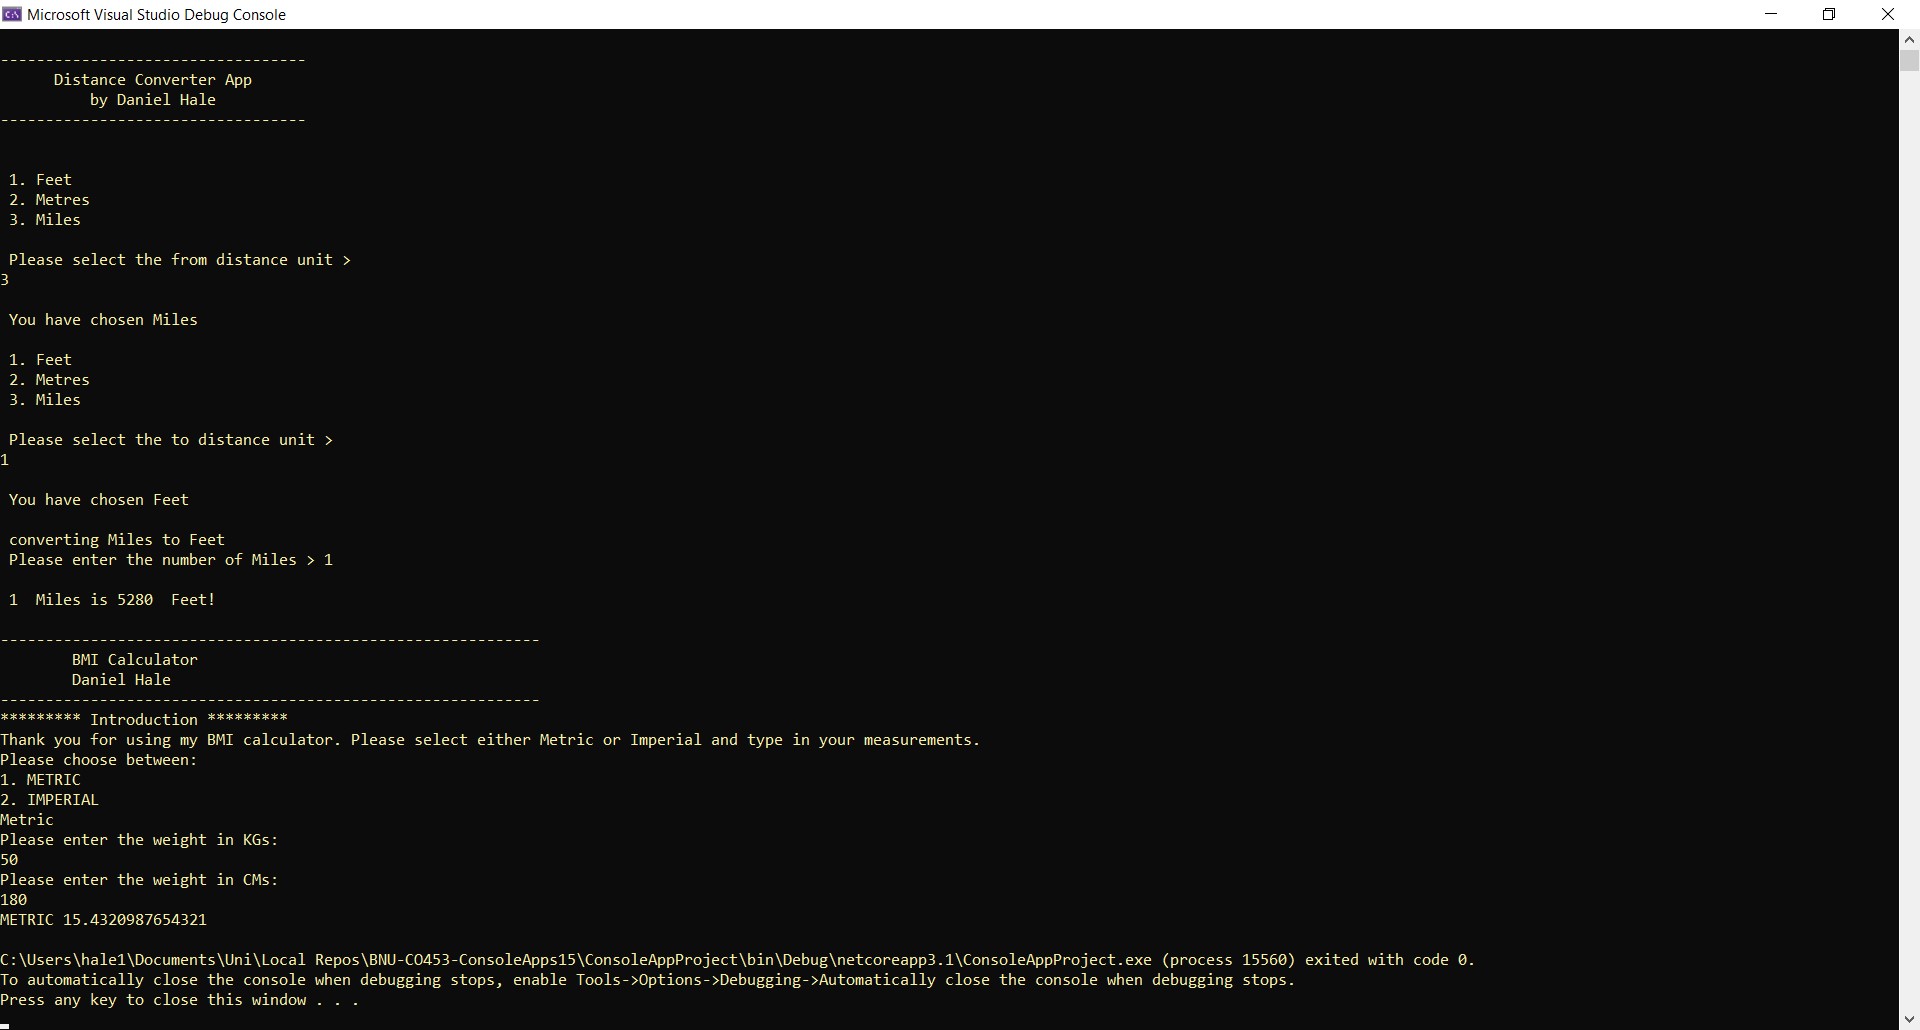 Microsoft Visual Studio Debug Console
----------------------------------
Distance Converter App
by Daniel Hale
----------------------------------
1. Feet
2. Metres
3. Miles
Please select the from distance unit >
3
You have chosen Miles
1. Feet
2. Metres
3. Miles
Please select the to distance unit >
1
You have chosen Feet
converting Miles to Feet
Please enter the number of Miles > 1
1  Miles is 5280  Feet!
------------------------------------------------------------
BMI Calculator
Daniel Hale
------------------------------------------------------------
********* Introduction *********
Thank you for using my BMI calculator. Please select either Metric or Imperial and type in your measurements.
Please choose between:
1. METRIC
2. IMPERIAL
Metric
Please enter the weight in KGs:
50
Please enter the weight in CMs:
180
METRIC 15.4320987654321
C:\Users\hale1\Documents\Uni\Local Repos\BNU-CO453-ConsoleApps15\ConsoleAppProject\bin\Debug\netcoreapp3.1\ConsoleAppProject.exe (process 15560) exited with code 0.
To automatically close the console when debugging stops, enable Tools->Options->Debugging->Automatically close the console when debugging stops.
Press any key to close this window . . .